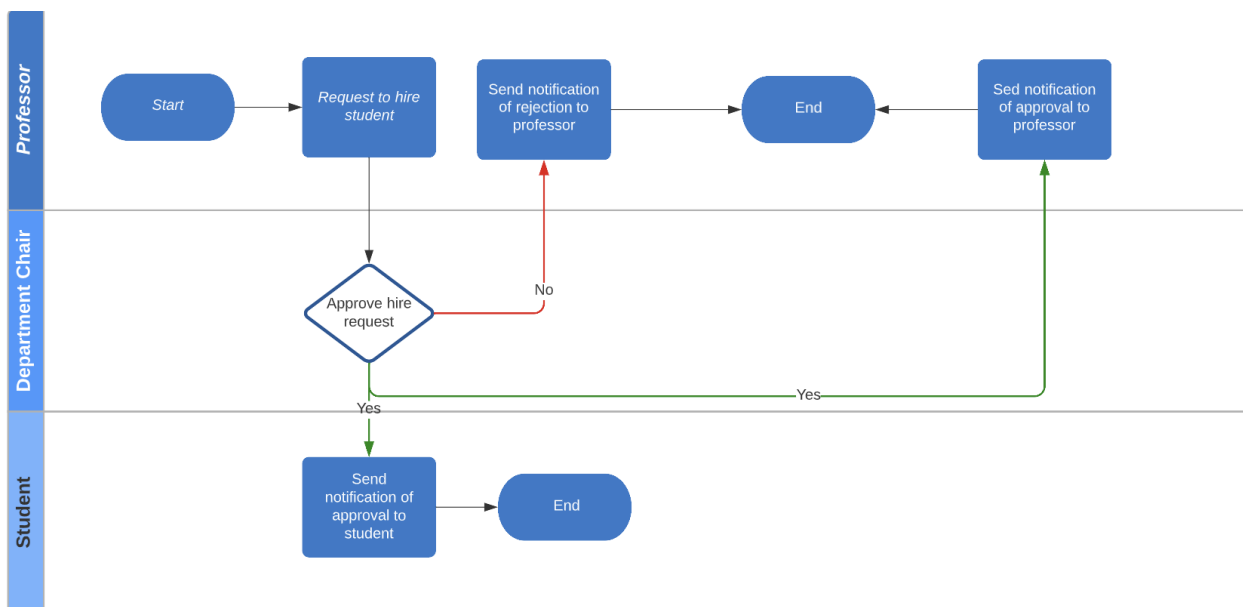 Professor
Start
Request to hire
student
Send notification
of rejection to
professor
End
Sed notification
of approval to
professor
Department Chair
Approve hire
request
No
Yes
Yes
Student
Send
notification of
approval to
student
End